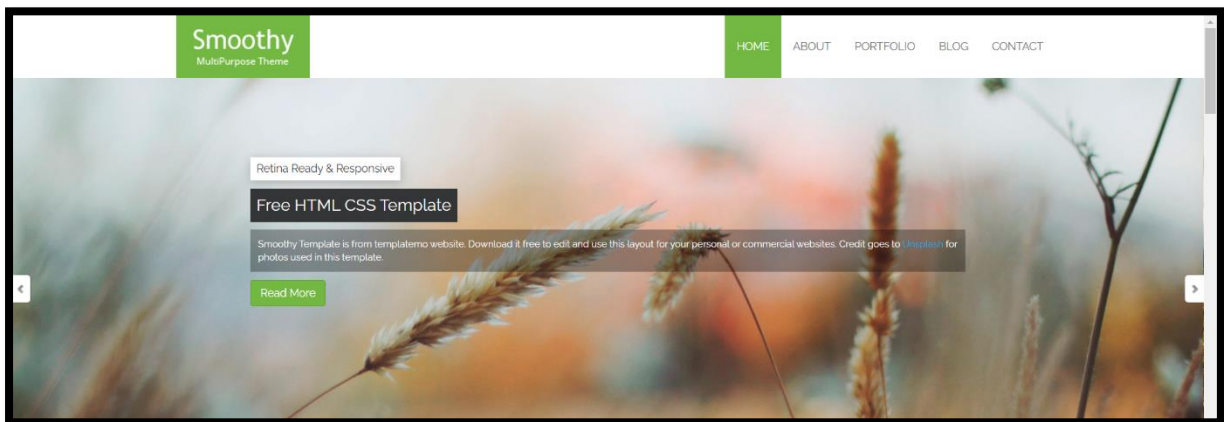 Smoothy
MultiPurpose Theme
HOME ABOUT PORTFOLIO BLOG CONTACT
Retina Ready & Responsive
Free HTML CSS Template
Smoothy Template is from templatemo website. Download it free to edit and use this layout for your personal or commercial websites. Credit goes to Unsplash for
photos used in this template.
Read More